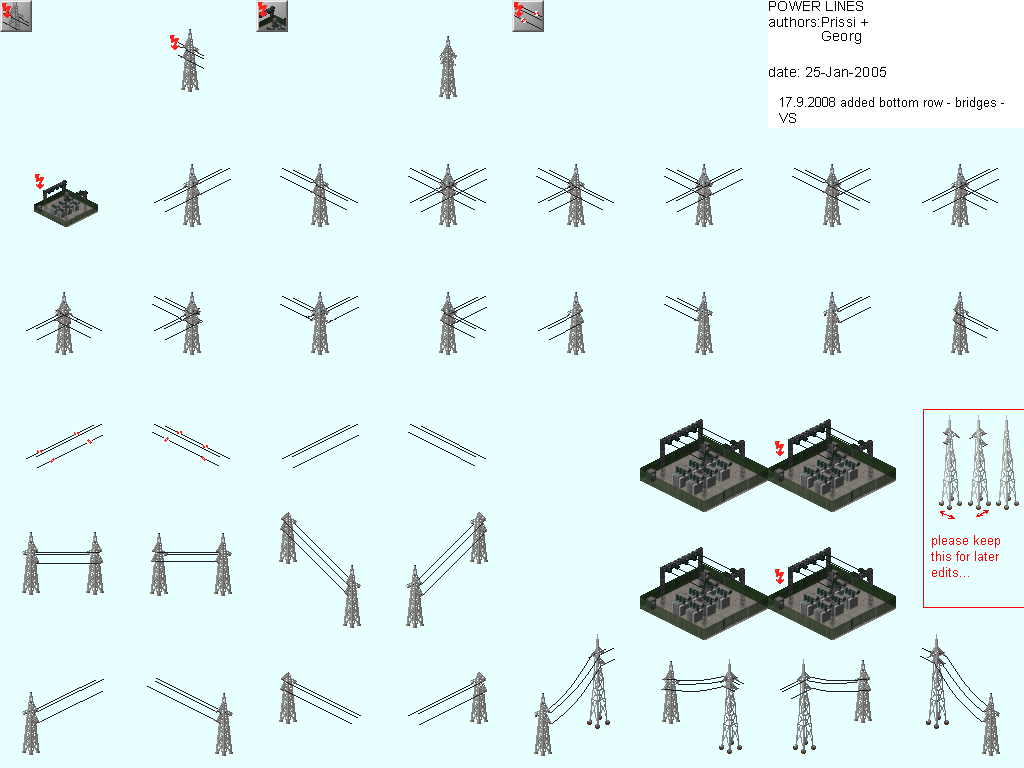 POWER LINES
authors:Prissi +
Georg
date: 25-Jan-2005
17.9.2008 added bottom row - bridges -
VS
please keep
this for later
edits...